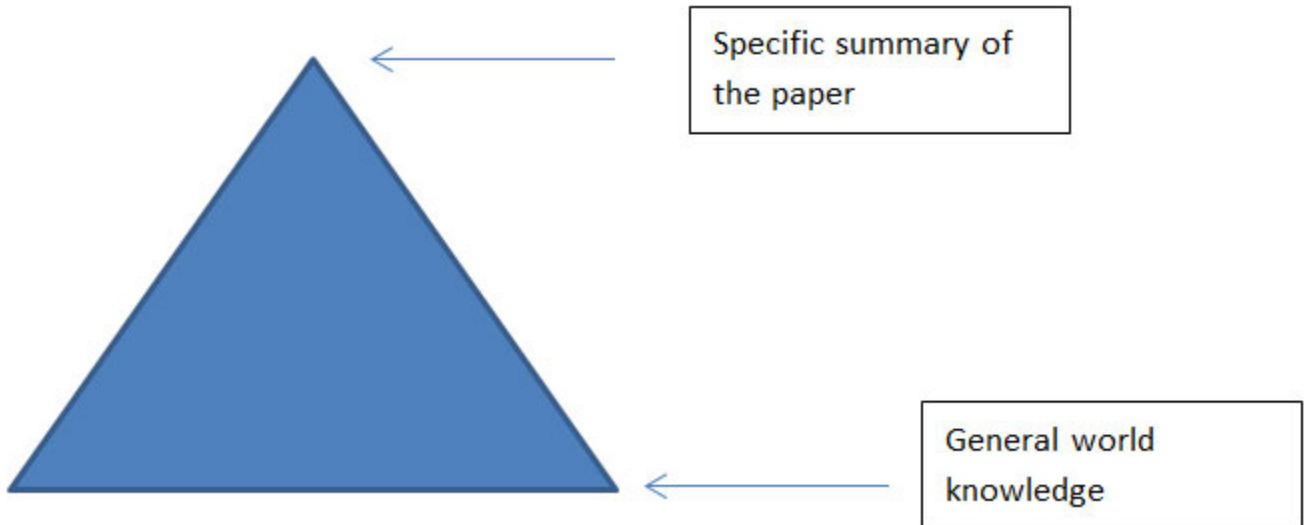 Specific summary of
the paper
General world
knowledge